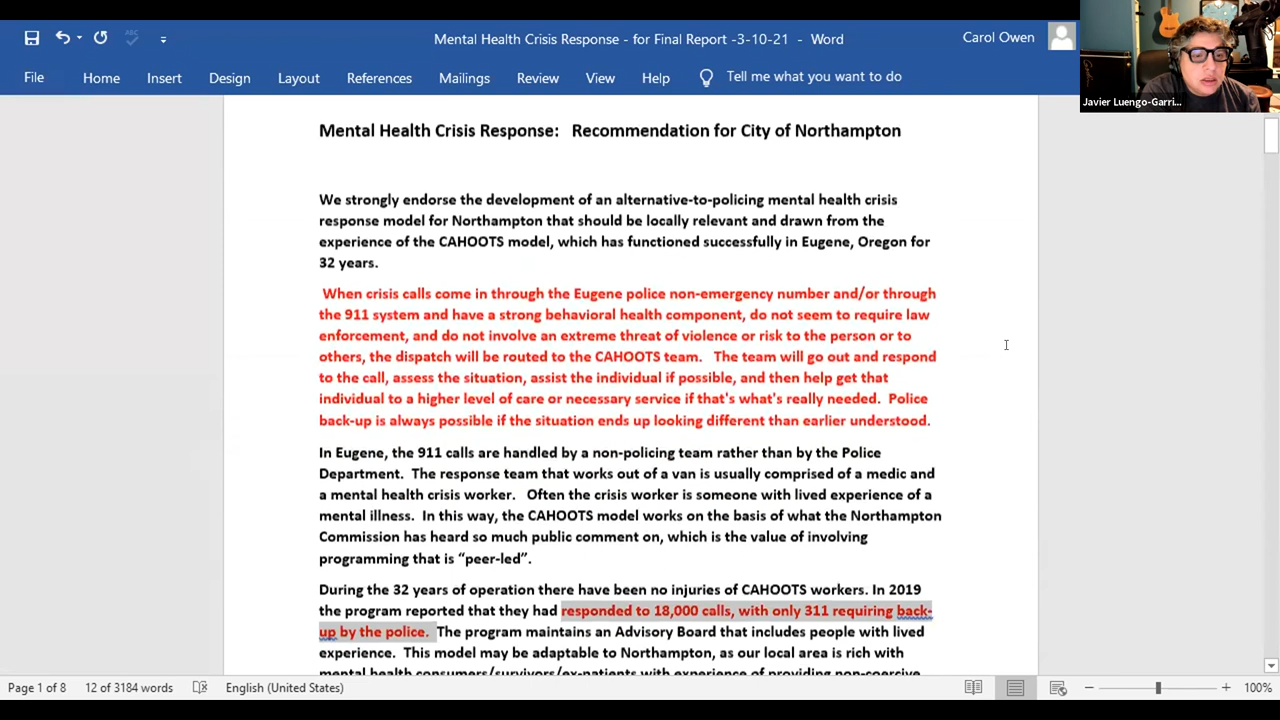 Mental Health Crisis Response - for Final Report -3-10-21 - Word
Carol Owen
Javier Luengo-Garri...
File Home Insert Design Layout References Mailings Review View Help Tell me what you want to do
Mental Health Crisis Response: Recommendation for City of Northampton
We strongly endorse the development of an alternative-to-policing mental health crisis
response model for Northampton that should be locally relevant and drawn from the
experience of the CAHOOTS model, which has functioned successfully in Eugene, Oregon for
32 years.
When crisis calls come in through the Eugene police non-emergency number and/or through
the 911 system and have a strong behavioral health component, do not seem to require law
enforcement, and do not involve an extreme threat of violence or risk to the person or to
others, the dispatch will be routed to the CAHOOTS team. The team will go out and respond
to the call, assess the situation, assist the individual if possible, and then help get that
individual to a higher level of care or necessary service if that's what's really needed. Police
back-up is always possible if the situation ends up looking different than earlier understood.
In Eugene, the 911 calls are handled by a non-policing team rather than by the Police
Department. The response team that works out of a van is usually comprised of a medic and
a mental health crisis worker. Often the crisis worker is someone with lived experience of a
mental illness. In this way, the CAHOOTS model works on the basis of what the Northampton
Commission has heard so much public comment on, which is the value of involving
programming that is “peer-led”.
During the 32 years of operation there have been no injuries of CAHOOTS workers. In 2019
the program reported that they had responded to 18,000 calls, with only 311 requiring back-
up by the police. The program maintains an Advisory Board that includes people with lived
experience. This model may be adaptable to Northampton, as our local area is rich with
mental health consumers/survivors/ex-patients with experience of providing non-coercive
Page 1 of 8 12 of 3184 words English (United States) 100%